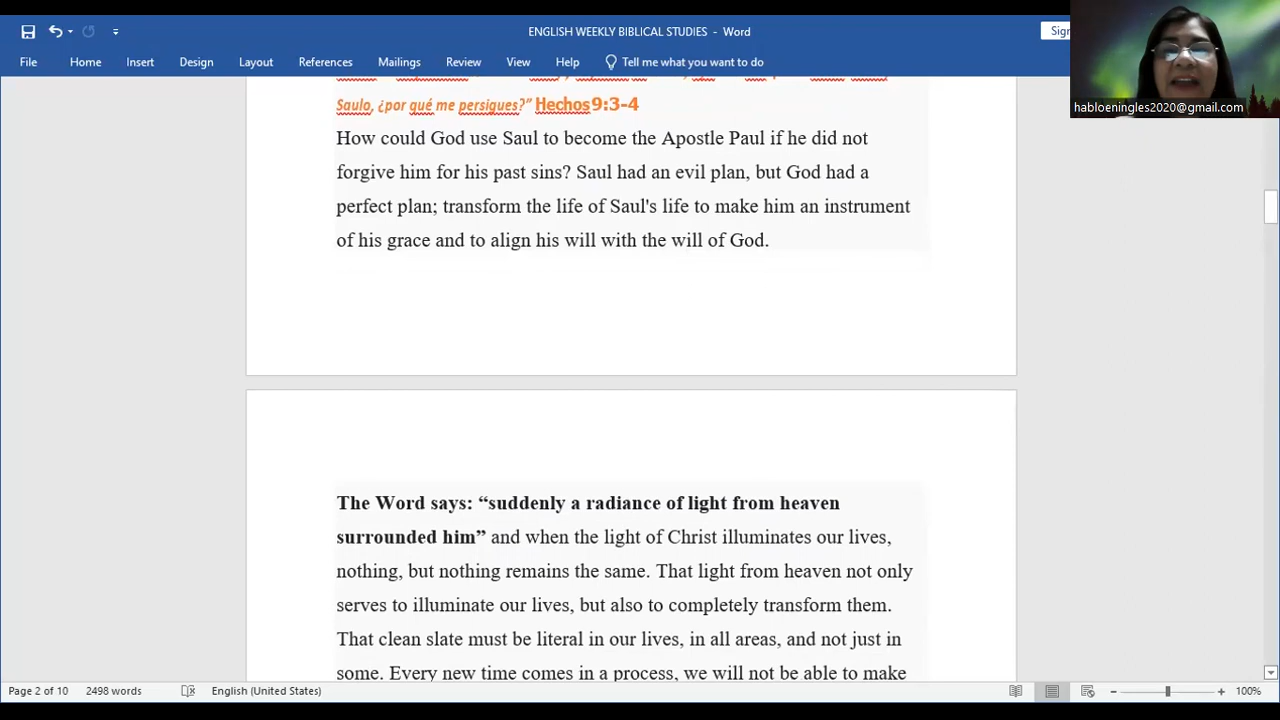 ENGLISH WEEKLY BIBLICAL STUDIES - Word
Sign
File Home Insert Design Layout References Mailings Review View Help Tell me what you want to do
habloeningles2020@gmail.com
Saulo, ¿por qué me persigues?” Hechos 9:3-4
How could God use Saul to become the Apostle Paul if he did not
forgive him for his past sins? Saul had an evil plan, but God had a
perfect plan; transform the life of Saul's life to make him an instrument
of his grace and to align his will with the will of God.
The Word says: “suddenly a radiance of light from heaven
surrounded him” and when the light of Christ illuminates our lives,
nothing, but nothing remains the same. That light from heaven not only
serves to illuminate our lives, but also to completely transform them.
That clean slate must be literal in our lives, in all areas, and not just in
some. Every new time comes in a process, we will not be able to make
Page 2 of 10 2498 words English (United States) 100%